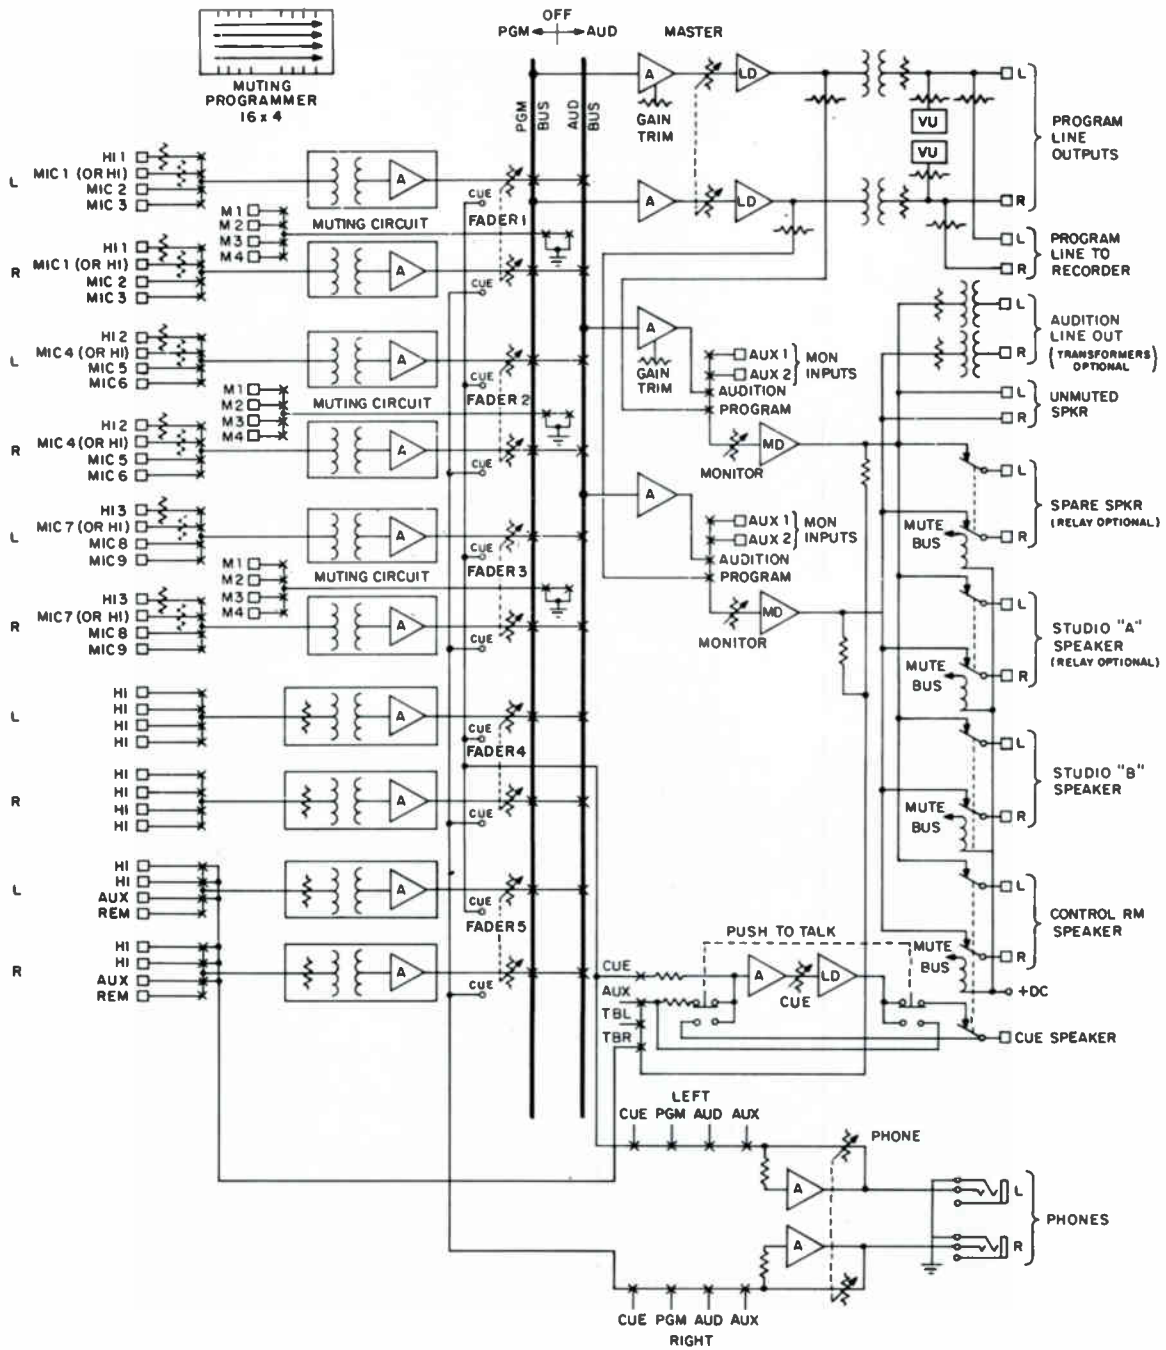 MUTING
PROGRAMMER
16 x 4
OFF
PGM AUD
MASTER
PGM BUS
AUD BUS
A
GAIN
TRIM
LD
VU
VU
L
PROGRAM
LINE
OUTPUTS
R
A
LD
L
PROGRAM
LINE TO
RECORDER
R
L
HI 1
MIC 1 (OR HI)
MIC 2
MIC 3
A
M1
M2
M3
M4
MUTING CIRCUIT
CUE
FADER 1
R
HI 1
MIC 1 (OR HI)
MIC 2
MIC 3
A
CUE
L
HI 2
MIC 4 (OR HI)
MIC 5
MIC 6
A
M1
M2
M3
M4
MUTING CIRCUIT
CUE
FADER 2
R
HI 2
MIC 4 (OR HI)
MIC 5
MIC 6
A
CUE
L
HI 3
MIC 7 (OR HI)
MIC 8
MIC 9
A
M1
M2
M3
M4
MUTING CIRCUIT
CUE
FADER 3
R
HI 3
MIC 7 (OR HI)
MIC 8
MIC 9
A
CUE
L
HI
HI
HI
HI
A
CUE
FADER 4
R
HI
HI
HI
HI
A
CUE
L
HI
HI
AUX
REM
A
CUE
FADER 5
R
HI
HI
AUX
REM
A
CUE
A
GAIN
TRIM
AUX 1
AUX 2
MON
INPUTS
AUDITION
PROGRAM
MONITOR
MD
A
AUX 1
AUX 2
MON
INPUTS
AUDITION
PROGRAM
MONITOR
MD
L
R
AUDITION
LINE OUT
(TRANSFORMERS
OPTIONAL)
L
R
UNMUTED
SPKR
L
R
MUTE
BUS
SPARE SPKR
(RELAY OPTIONAL)
L
R
MUTE
BUS
STUDIO "A"
SPEAKER
(RELAY OPTIONAL)
L
R
MUTE
BUS
STUDIO "B"
SPEAKER
L
R
MUTE
BUS
CONTROL RM
SPEAKER
+DC
PUSH TO TALK
CUE
AUX
TBL
TBR
A
CUE
LD
CUE SPEAKER
LEFT
CUE PGM AUD AUX
PHONE
A
L
A
R
PHONES
CUE PGM AUD AUX
RIGHT